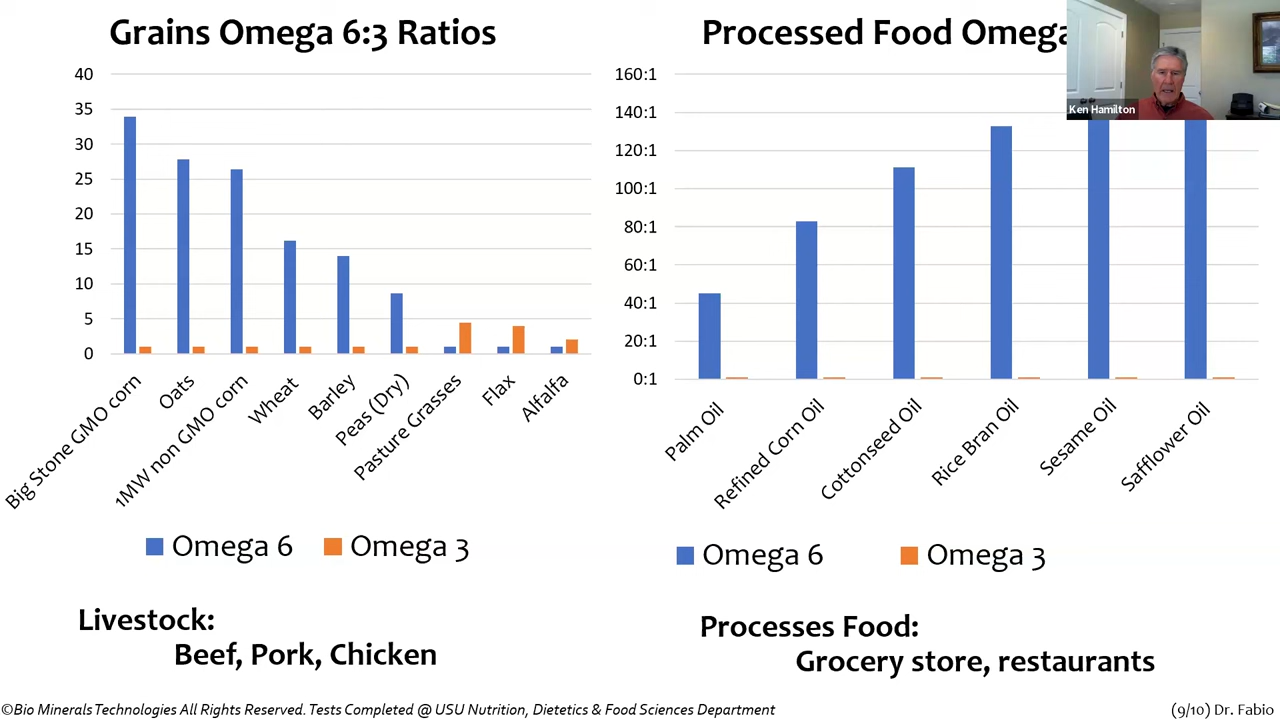 Grains Omega 6:3 Ratios
40
35
30
25
20
15
10
5
0
Big Stone GMO corn
Oats
1MW non GMO corn
Wheat
Barley
Peas (Dry)
Pasture Grasses
Flax
Alfalfa
Omega 6
Omega 3
Livestock:
Beef, Pork, Chicken
Processed Food Omega
Ken Hamilton
160:1
140:1
120:1
100:1
80:1
60:1
40:1
20:1
0:1
Palm Oil
Refined Corn Oil
Cottonseed Oil
Rice Bran Oil
Sesame Oil
Safflower Oil
Omega 6
Omega 3
Processes Food:
Grocery store, restaurants
©Bio Minerals Technologies All Rights Reserved. Tests Completed @ USU Nutrition, Dietetics & Food Sciences Department
(9/10) Dr. Fabio